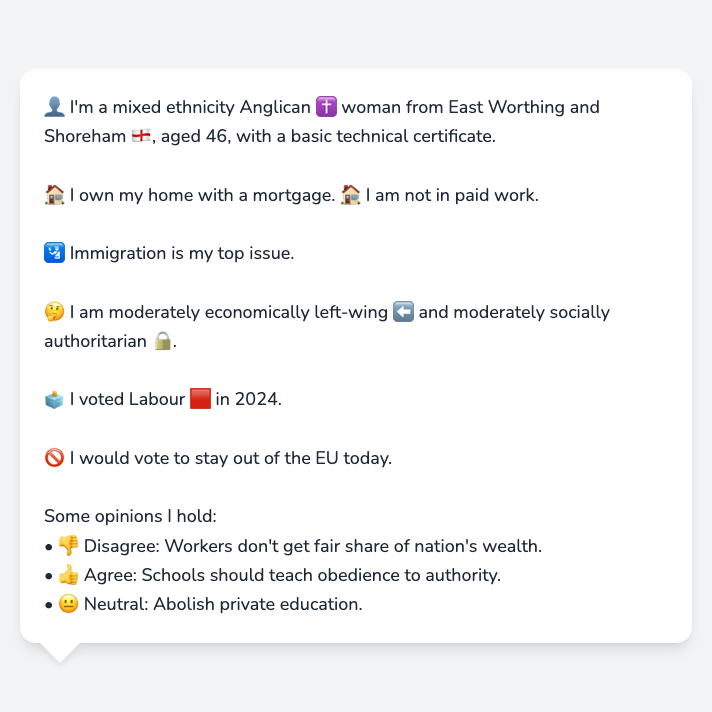 👤 I'm a mixed ethnicity Anglican ✝️ woman from East Worthing and
Shoreham 🏴󠁧󠁢󠁥󠁮󠁧󠁿, aged 46, with a basic technical certificate.
🏠 I own my home with a mortgage. 🏠 I am not in paid work.
🛂 Immigration is my top issue.
🤔 I am moderately economically left-wing ⬅️ and moderately socially
authoritarian 🔒.
🗳️ I voted Labour 🟥 in 2024.
🚫 I would vote to stay out of the EU today.
Some opinions I hold:
• 👎 Disagree: Workers don't get fair share of nation's wealth.
• 👍 Agree: Schools should teach obedience to authority.
• 😐 Neutral: Abolish private education.